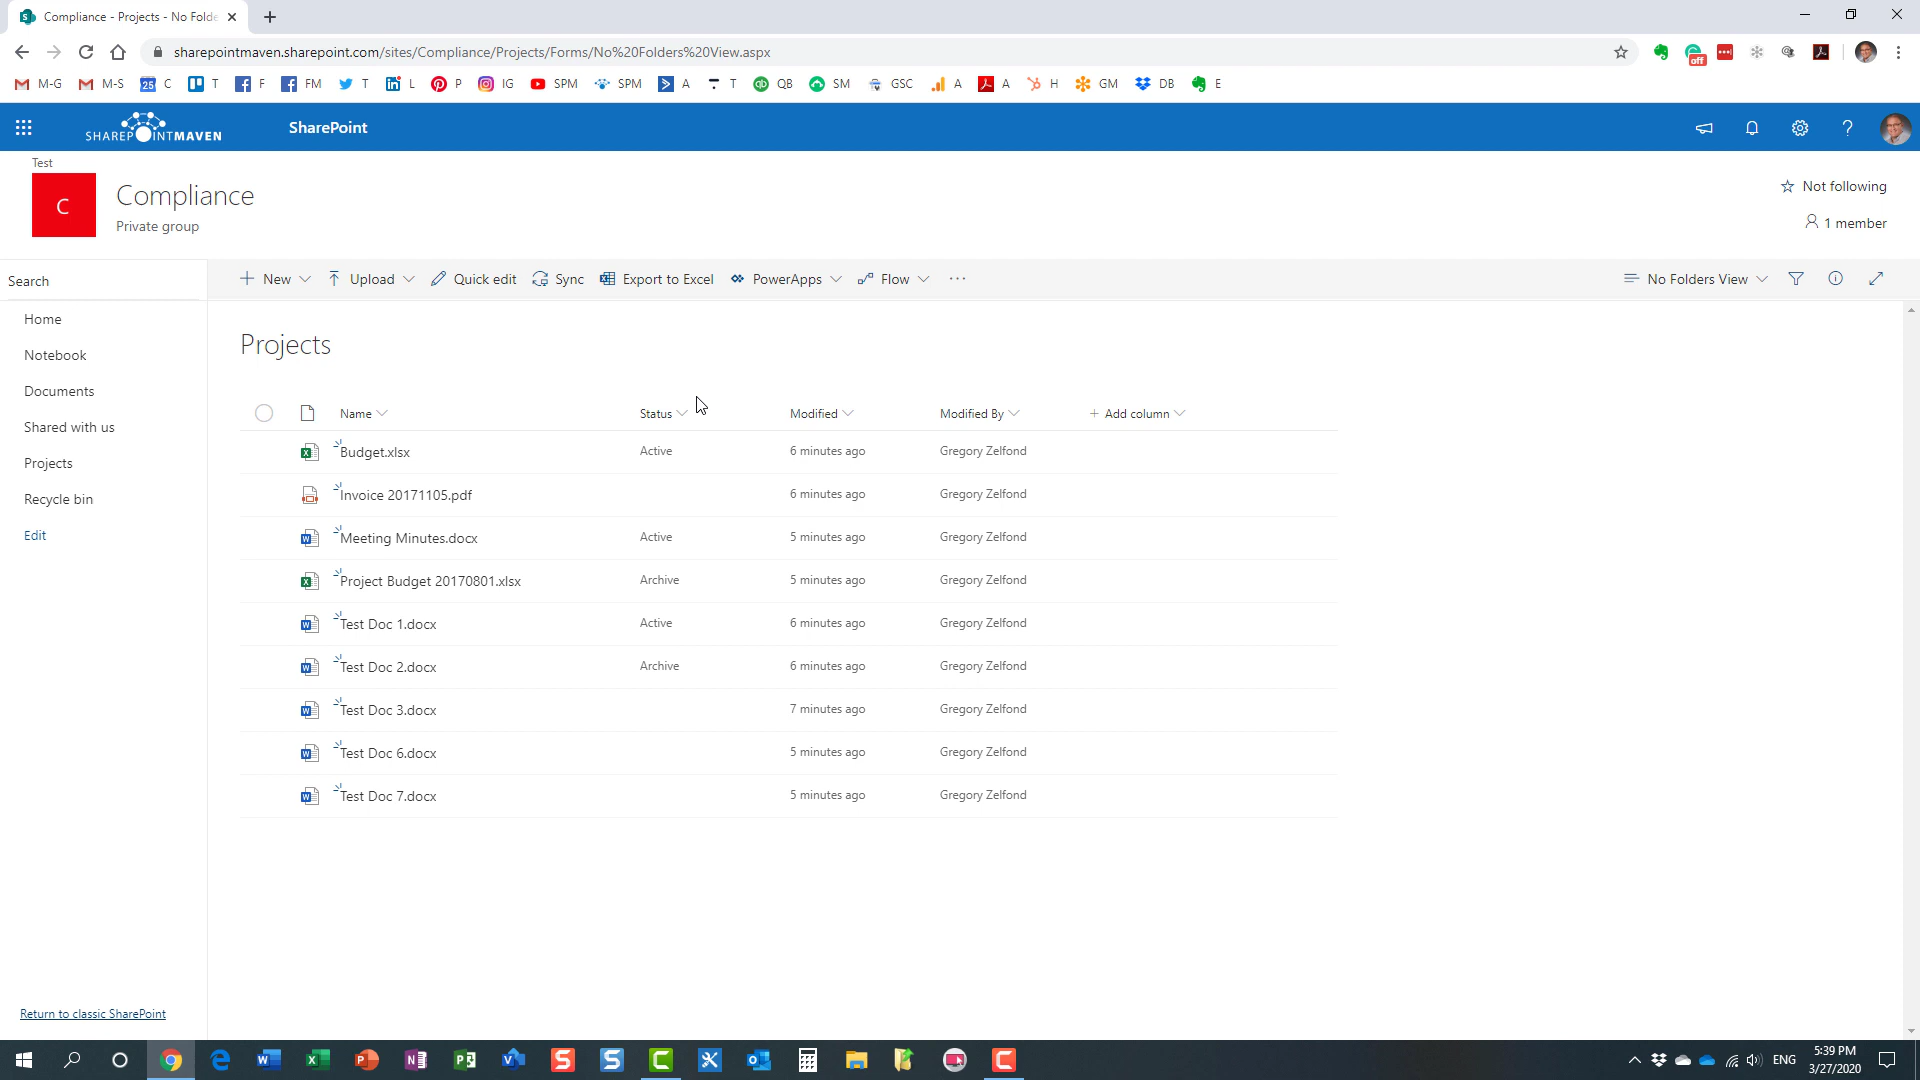 Compliance - Projects - No Folde
sharepointmaven.sharepoint.com/sites/Compliance/Projects/Forms/No%20Folders%20View.aspx
off
M-G M-S 25 C T F FM T L P IG SPM SPM A T QB SM GSC A A H GM DB E
SHAREPOINTMAVEN SharePoint
Test
C
Compliance
Private group
Not following
1 member
Search
New Upload Quick edit Sync Export to Excel PowerApps Flow ··· No Folders View
Home
Notebook
Documents
Shared with us
Projects
Recycle bin
Edit
Projects
Name Status Modified Modified By + Add column
Budget.xlsx Active 6 minutes ago Gregory Zelfond
Invoice 20171105.pdf 6 minutes ago Gregory Zelfond
Meeting Minutes.docx Active 5 minutes ago Gregory Zelfond
Project Budget 20170801.xlsx Archive 5 minutes ago Gregory Zelfond
Test Doc 1.docx Active 6 minutes ago Gregory Zelfond
Test Doc 2.docx Archive 6 minutes ago Gregory Zelfond
Test Doc 3.docx 7 minutes ago Gregory Zelfond
Test Doc 6.docx 5 minutes ago Gregory Zelfond
Test Doc 7.docx 5 minutes ago Gregory Zelfond
Return to classic SharePoint
ENG
5:39 PM
3/27/2020